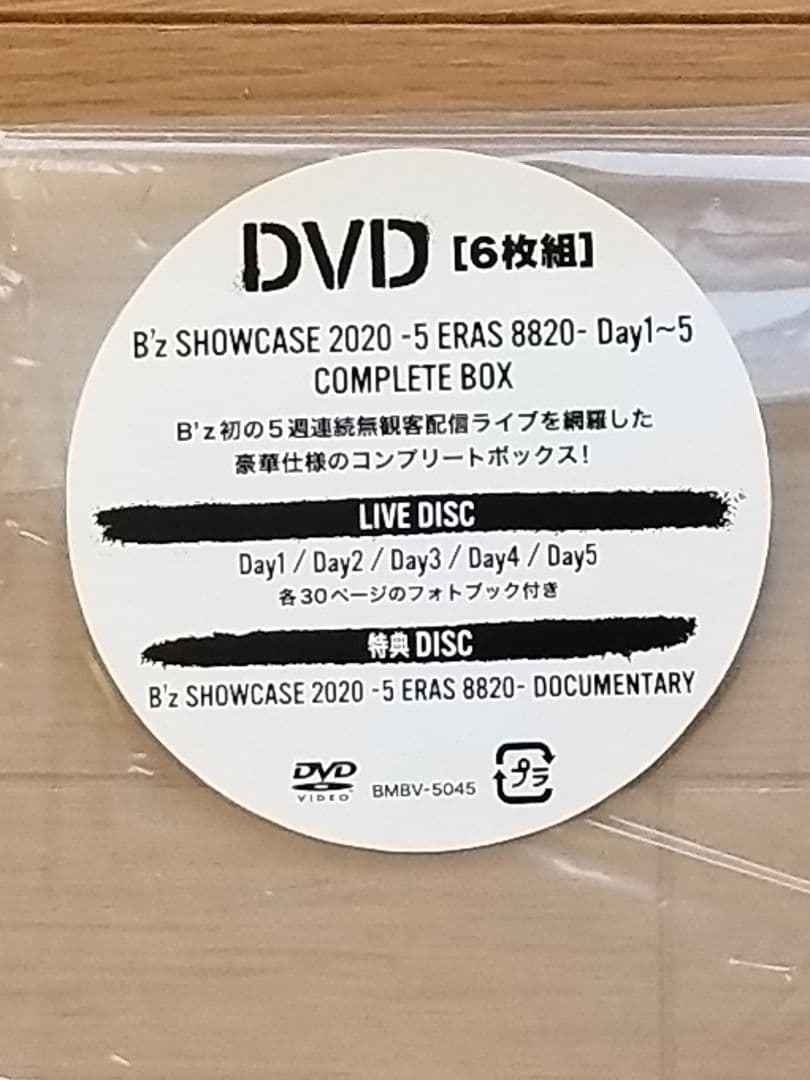 DVD [6枚組]
B'z SHOWCASE 2020 -5 ERAS 8820- Day1~5
COMPLETE BOX
B'z初の5週連続無観客配信ライブを網羅した
豪華仕様のコンプリートボックス!
LIVE DISC
Day1 / Day2 / Day3 / Day4 / Day5
各30ページのフォトブック付き
特典 DISC
B'z SHOWCASE 2020 -5 ERAS 8820- DOCUMENTARY
DVD VIDEO BMBV-5045 プラ